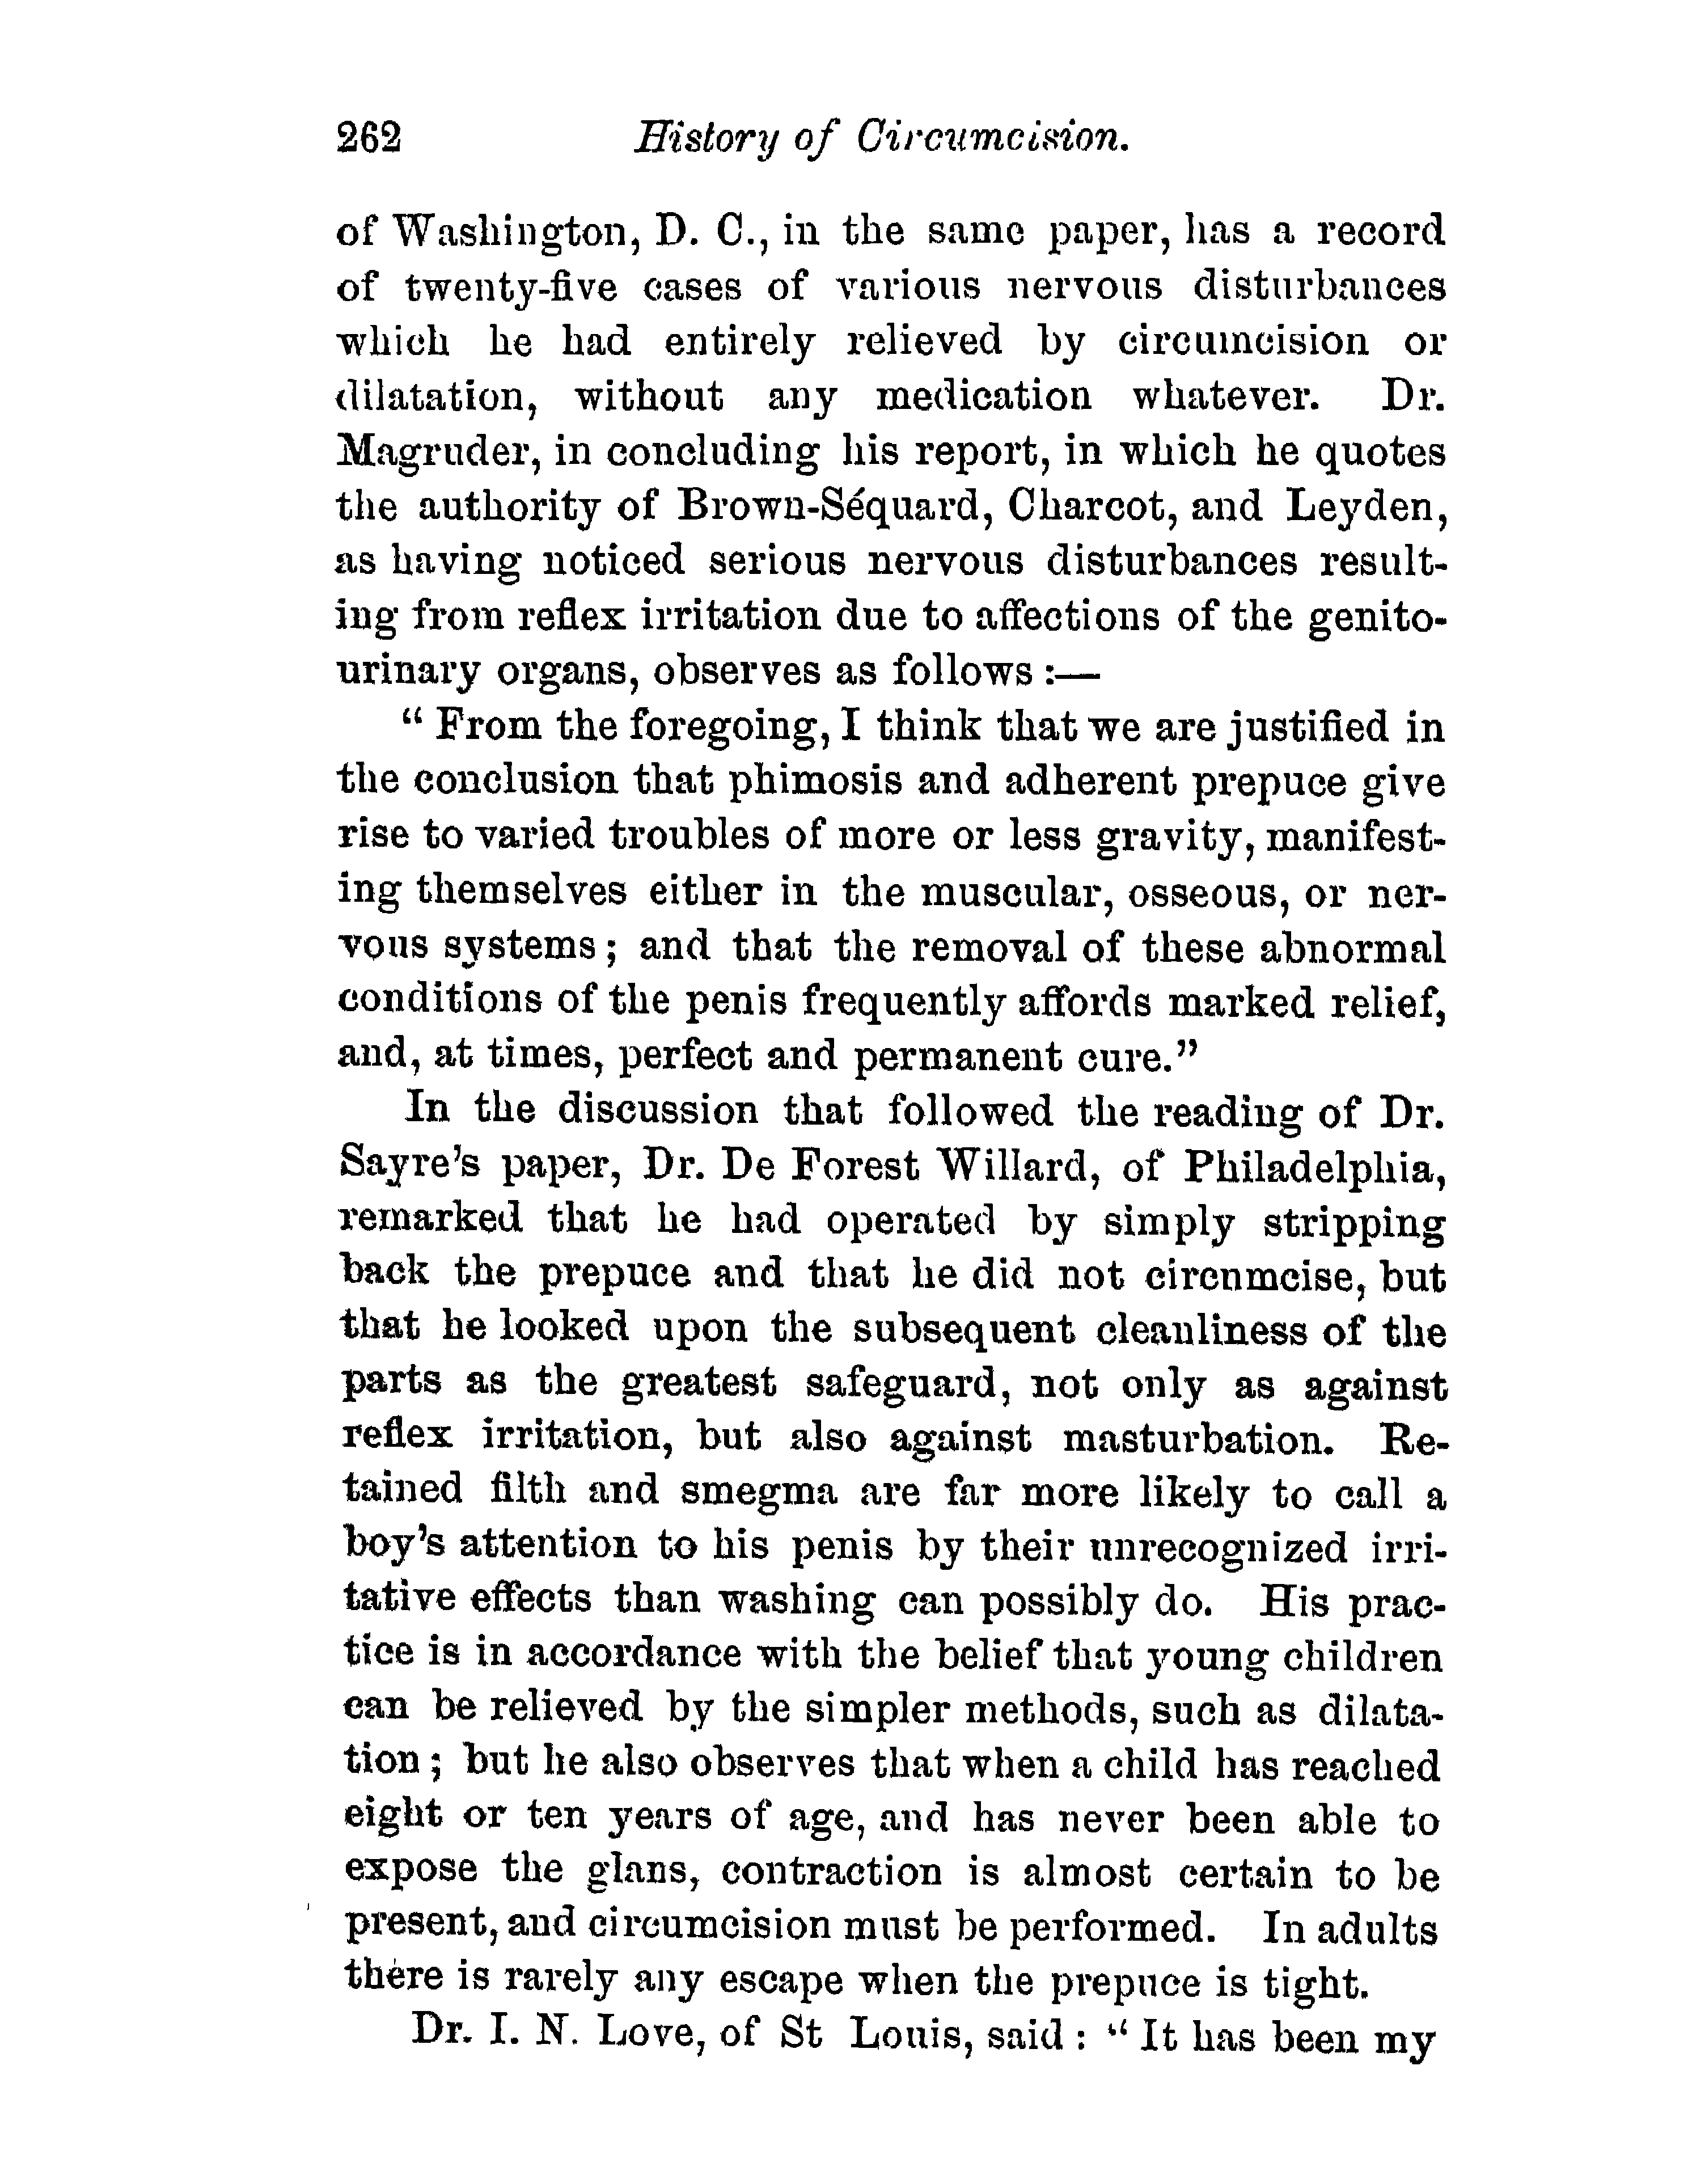 262 History of Circumcision.
of Washington, D. C., in the same paper, has a record
of twenty-five cases of various nervous disturbances
which he had entirely relieved by circumcision or
dilatation, without any medication whatever. Dr.
Magruder, in concluding his report, in which he quotes
the authority of Brown-Séquard, Charcot, and Leyden,
as having noticed serious nervous disturbances result-
ing from reflex irritation due to affections of the genito-
urinary organs, observes as follows :—
“ From the foregoing, I think that we are justified in
the conclusion that phimosis and adherent prepuce give
rise to varied troubles of more or less gravity, manifest-
ing themselves either in the muscular, osseous, or ner-
vous systems ; and that the removal of these abnormal
conditions of the penis frequently affords marked relief,
and, at times, perfect and permanent cure.”
In the discussion that followed the reading of Dr.
Sayre’s paper, Dr. De Forest Willard, of Philadelphia,
remarked that he had operated by simply stripping
back the prepuce and that he did not circumcise, but
that he looked upon the subsequent cleanliness of the
parts as the greatest safeguard, not only as against
reflex irritation, but also against masturbation. Re-
tained filth and smegma are far more likely to call a
boy’s attention to his penis by their unrecognized irri-
tative effects than washing can possibly do. His prac-
tice is in accordance with the belief that young children
can be relieved by the simpler methods, such as dilata-
tion ; but he also observes that when a child has reached
eight or ten years of age, and has never been able to
expose the glans, contraction is almost certain to be
present, and circumcision must be performed. In adults
there is rarely any escape when the prepuce is tight.
Dr. I. N. Love, of St Louis, said : “ It has been my